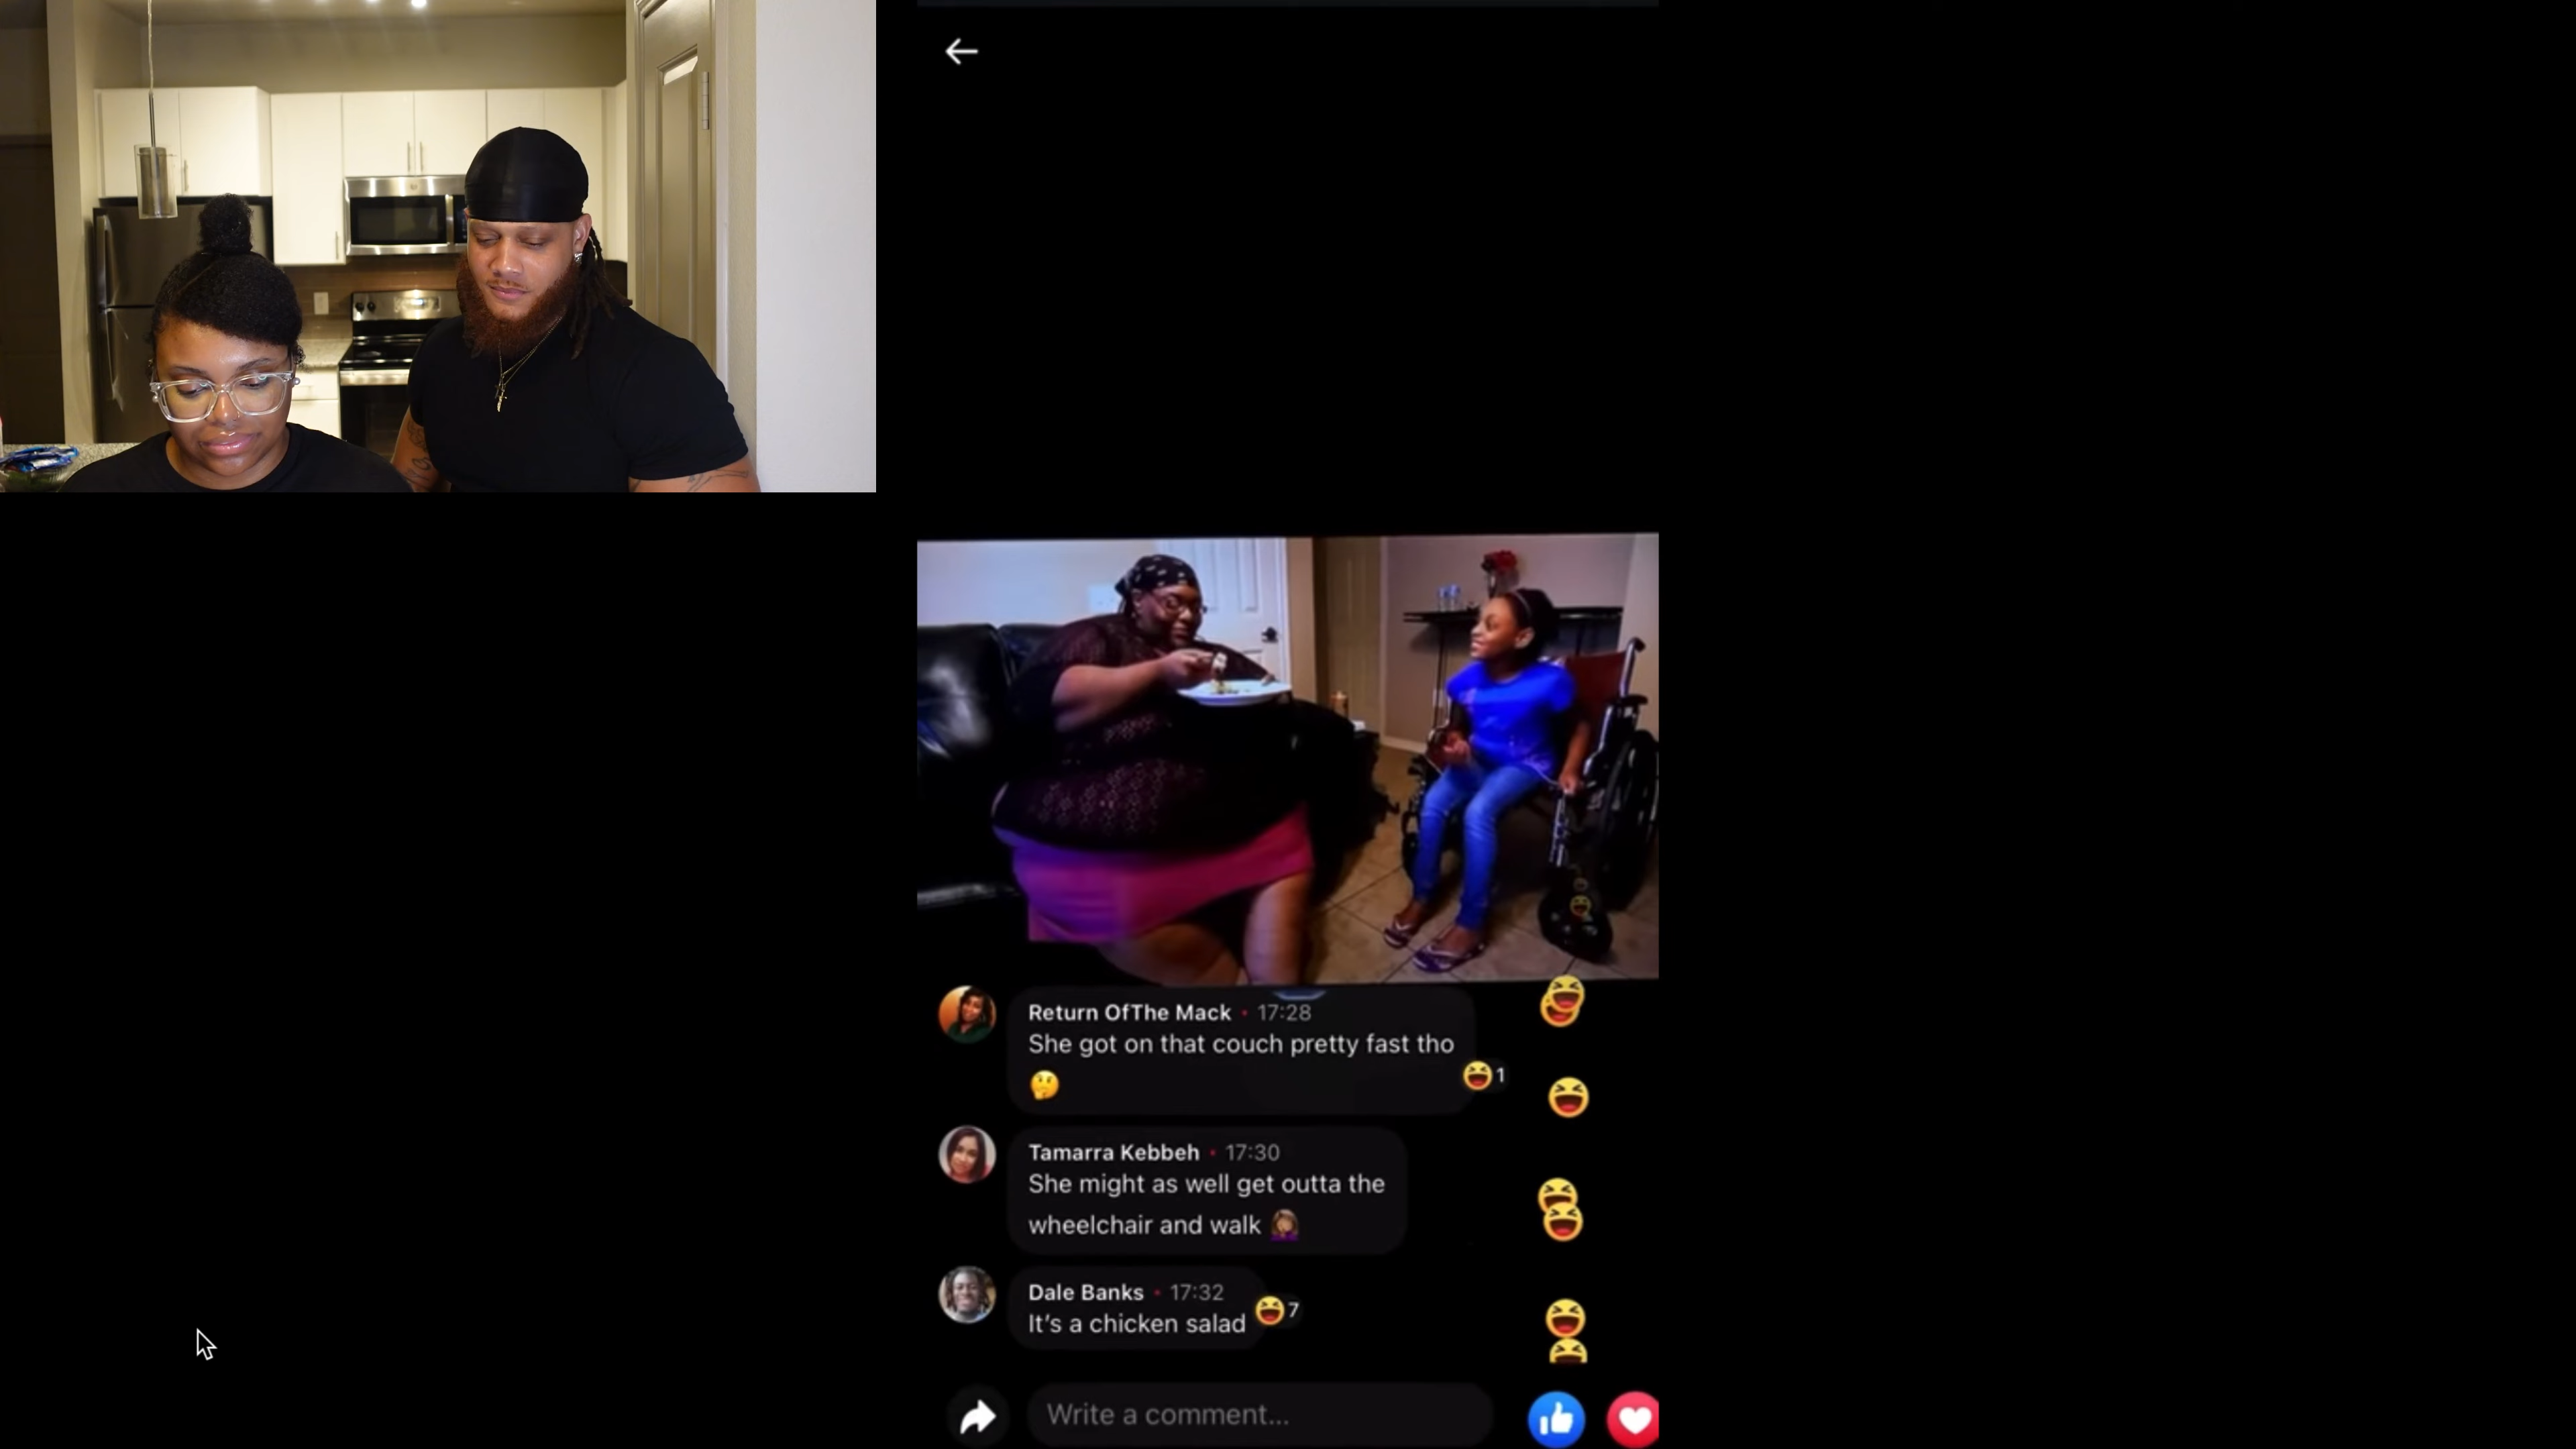 Return OfThe Mack • 17:28
She got on that couch pretty fast tho
🤔
😆1
Tamarra Kebbeh • 17:30
She might as well get outta the
wheelchair and walk 🤦🏽‍♀️
Dale Banks • 17:32
It's a chicken salad
😆7
Write a comment...